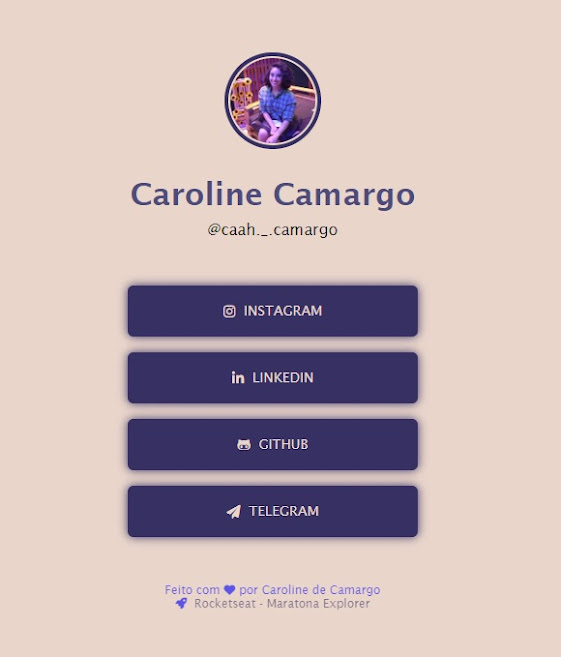 Caroline Camargo
@caah._.camargo
INSTAGRAM
LINKEDIN
GITHUB
TELEGRAM
Feito com por Caroline de Camargo
Rocketseat - Maratona Explorer